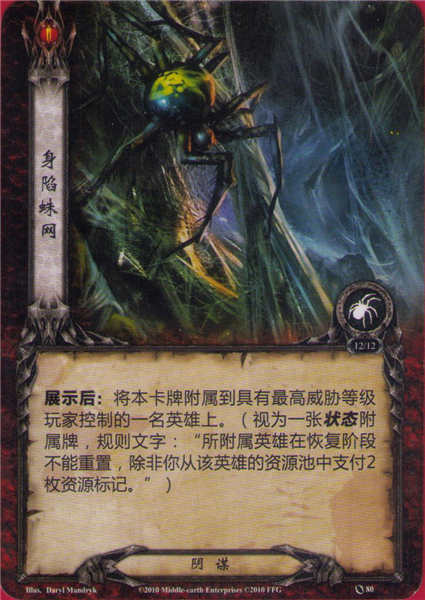 身陷蛛网
12/12
展示后：将本卡牌附属到具有最高威胁等级
玩家控制的一名英雄上。（视为一张状态附
属牌，规则文字：“所附属英雄在恢复阶段
不能重置，除非你从该英雄的资源池中支付2
枚资源标记。”）
阴谋
Illus. Daryl Mandryk
©2010 Middle-earth Enterprises ©2010 FFG
80